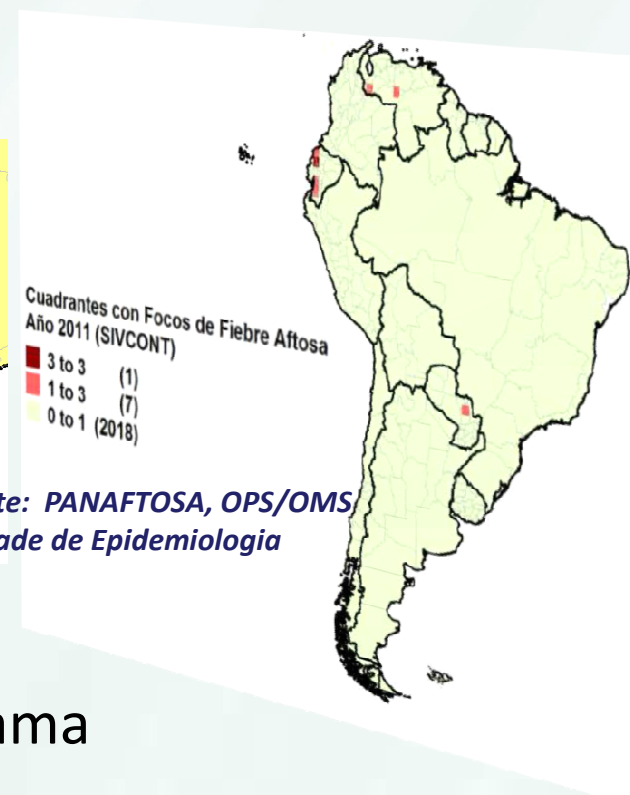 Cuadrantes con Focos de Fiebre Aftosa
Año 2011 (SIVCONT)
3 to 3 (1)
1 to 3 (7)
0 to 1 (2018)
te: PANAFTOSA, OPS/OMS
ade de Epidemiologia
ama